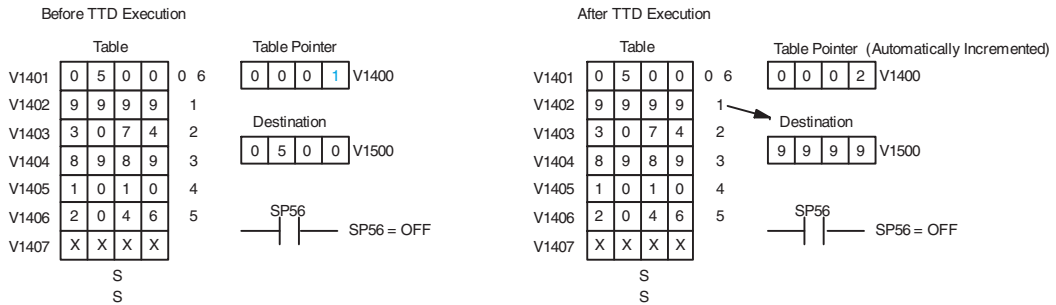 Before TTD Execution
Table
Table Pointer
V1401 0 5 0 0 0 6
0 0 0 1 V1400
V1402 9 9 9 9 1
V1403 3 0 7 4 2
Destination
V1404 8 9 8 9 3
0 5 0 0 V1500
V1405 1 0 1 0 4
V1406 2 0 4 6 5
SP56
SP56 = OFF
V1407 X X X X
S
S
After TTD Execution
Table
Table Pointer (Automatically Incremented)
V1401 0 5 0 0 0 6
0 0 0 2 V1400
V1402 9 9 9 9 1
V1403 3 0 7 4 2
Destination
V1404 8 9 8 9 3
9 9 9 9 V1500
V1405 1 0 1 0 4
V1406 2 0 4 6 5
SP56
SP56 = OFF
V1407 X X X X
S
S